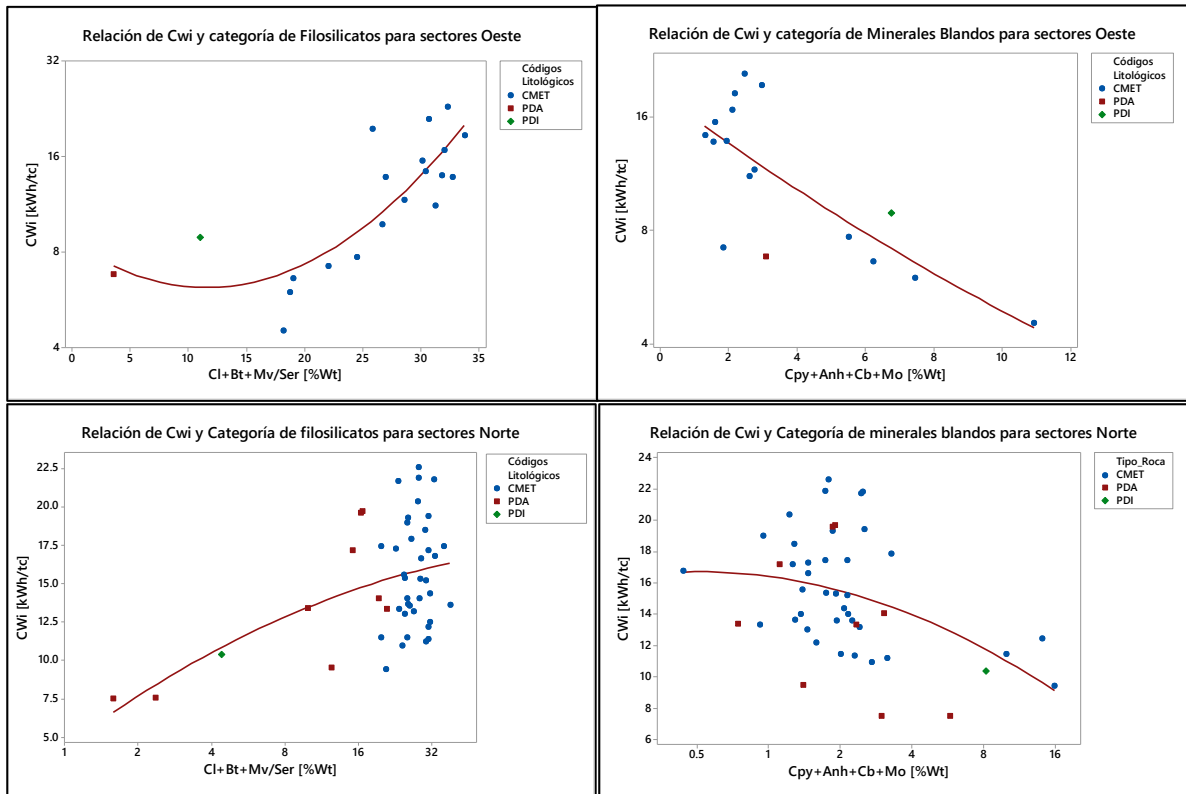 Relación de Cwi y categoría de Filosilicatos para sectores Oeste
CWi [kWh/tc]
32
16
8
4
0
5
10
15
20
25
30
35
Cl+Bt+Mv/Ser [%Wt]
Códigos
Litológicos
CMET
PDA
PDI
Relación de Cwi y categoría de Minerales Blandos para sectores Oeste
CWi [kWh/tc]
16
8
4
0
2
4
6
8
10
12
Cpy+Anh+Cb+Mo [%Wt]
Códigos
Litológicos
CMET
PDA
PDI
Relación de Cwi y Categoría de filosilicatos para sectores Norte
CWi [kWh/tc]
22.5
20.0
17.5
15.0
12.5
10.0
7.5
5.0
1
2
4
8
16
32
Cl+Bt+Mv/Ser [%Wt]
Códigos
Litológicos
CMET
PDA
PDI
Relación de Cwi y Categoría de minerales blandos para sectores Norte
CWi [kWh/tc]
24
22
20
18
16
14
12
10
8
6
0.5
1
2
4
8
16
Cpy+Anh+Cb+Mo [%Wt]
Tipo_Roca
CMET
PDA
PDI